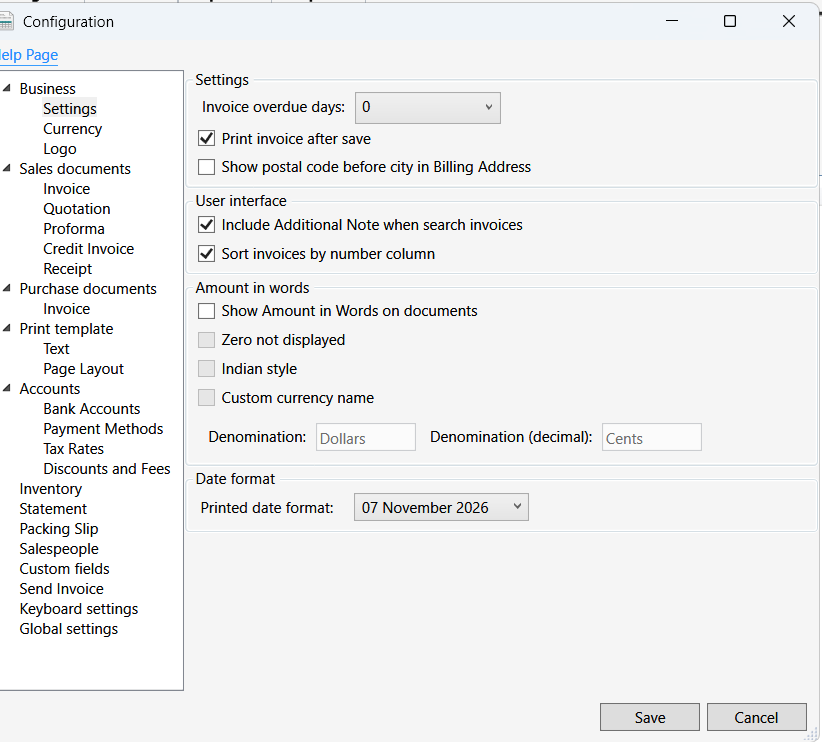 Configuration
elp Page
Business
Settings
Currency
Logo
Sales documents
Invoice
Quotation
Proforma
Credit Invoice
Receipt
Purchase documents
Invoice
Print template
Text
Page Layout
Accounts
Bank Accounts
Payment Methods
Tax Rates
Discounts and Fees
Inventory
Statement
Packing Slip
Salespeople
Custom fields
Send Invoice
Keyboard settings
Global settings
Settings
Invoice overdue days: 0
Print invoice after save
Show postal code before city in Billing Address
User interface
Include Additional Note when search invoices
Sort invoices by number column
Amount in words
Show Amount in Words on documents
Zero not displayed
Indian style
Custom currency name
Denomination: Dollars Denomination (decimal): Cents
Date format
Printed date format: 07 November 2026
Save Cancel